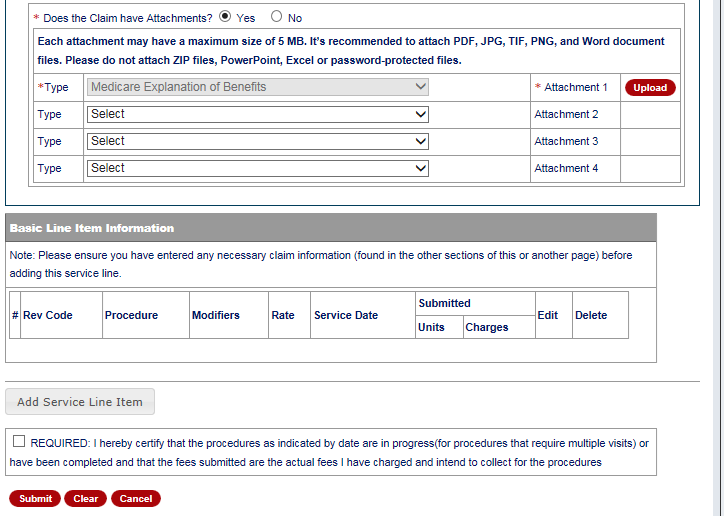 * Does the Claim have Attachments? Yes No
Each attachment may have a maximum size of 5 MB. It's recommended to attach PDF, JPG, TIF, PNG, and Word document
files. Please do not attach ZIP files, PowerPoint, Excel or password-protected files.
*Type Medicare Explanation of Benefits * Attachment 1 Upload
Type Select Attachment 2
Type Select Attachment 3
Type Select Attachment 4
Basic Line Item Information
Note: Please ensure you have entered any necessary claim information (found in the other sections of this or another page) before
adding this service line.
# Rev Code Procedure Modifiers Rate Service Date Submitted Edit Delete
Units Charges
Add Service Line Item
REQUIRED: I hereby certify that the procedures as indicated by date are in progress(for procedures that require multiple visits) or
have been completed and that the fees submitted are the actual fees I have charged and intend to collect for the procedures
Submit Clear Cancel